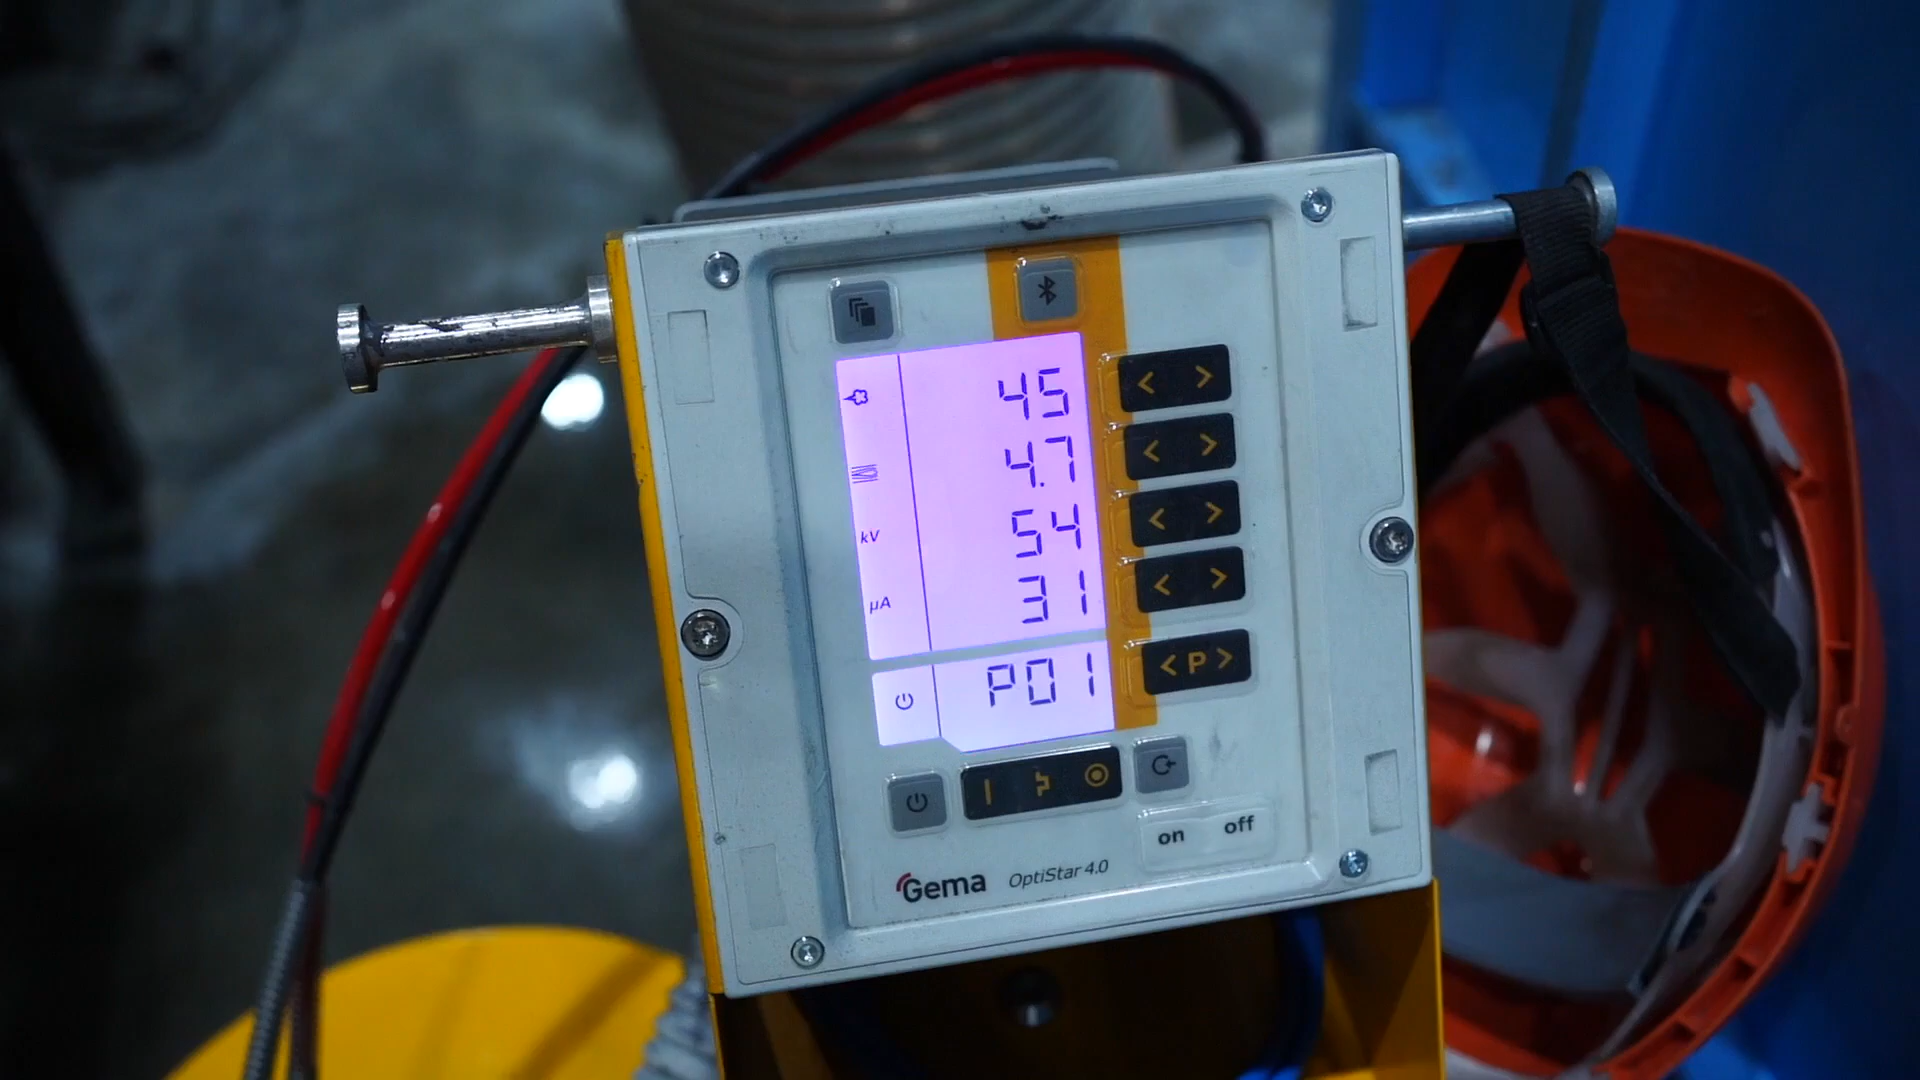 45
4.7
kV 54
µA 31
P01
< >
< >
< >
< >
< P >
on off
Gema OptiStar 4.0